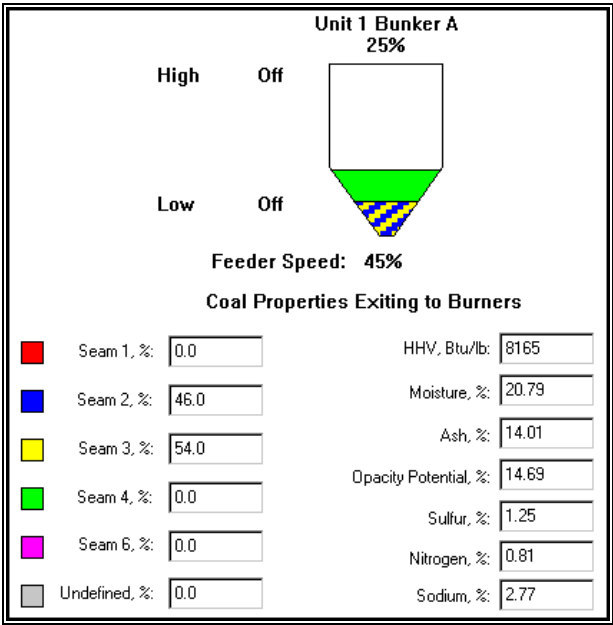 Unit 1 Bunker A
25%
High Off
Low Off
Feeder Speed: 45%
Coal Properties Exiting to Burners
Seam 1, %: 0.0
Seam 2, %: 46.0
Seam 3, %: 54.0
Seam 4, %: 0.0
Seam 6, %: 0.0
Undefined, %: 0.0
HHV, Btu/lb: 8165
Moisture, %: 20.79
Ash, %: 14.01
Opacity Potential, %: 14.69
Sulfur, %: 1.25
Nitrogen, %: 0.81
Sodium, %: 2.77